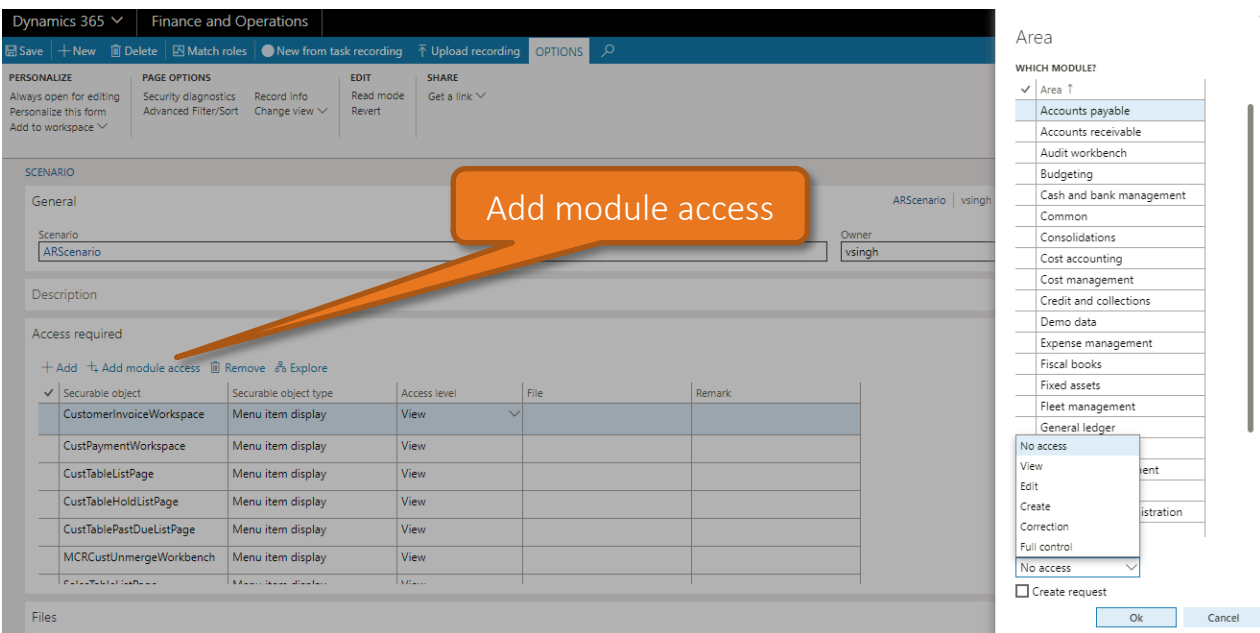 Dynamics 365 Finance and Operations
Save New Delete Match roles New from task recording Upload recording OPTIONS
PERSONALIZE
Always open for editing
Personalize this form
Add to workspace
PAGE OPTIONS
Security diagnostics Record info
Advanced Filter/Sort Change view
EDIT
Read mode
Revert
SHARE
Get a link
SCENARIO
General
ARScenario vsingh
Scenario
ARScenario
Owner
vsingh
Add module access
Description
Access required
Add Add module access Remove Explore
Securable object Securable object type Access level File Remark
CustomerInvoiceWorkspace Menu item display View
CustPaymentWorkspace Menu item display View
CustTableListPage Menu item display View
CustTableHoldListPage Menu item display View
CustTablePastDueListPage Menu item display View
MCRCustUnmergeWorkbench Menu item display View
SalesTableListPage Menu item display View
Files
Area
WHICH MODULE?
Area ↑
Accounts payable
Accounts receivable
Audit workbench
Budgeting
Cash and bank management
Common
Consolidations
Cost accounting
Cost management
Credit and collections
Demo data
Expense management
Fiscal books
Fixed assets
Fleet management
General ledger
No access
View
Edit
Create
Correction
Full control
No access
Create request
Ok Cancel